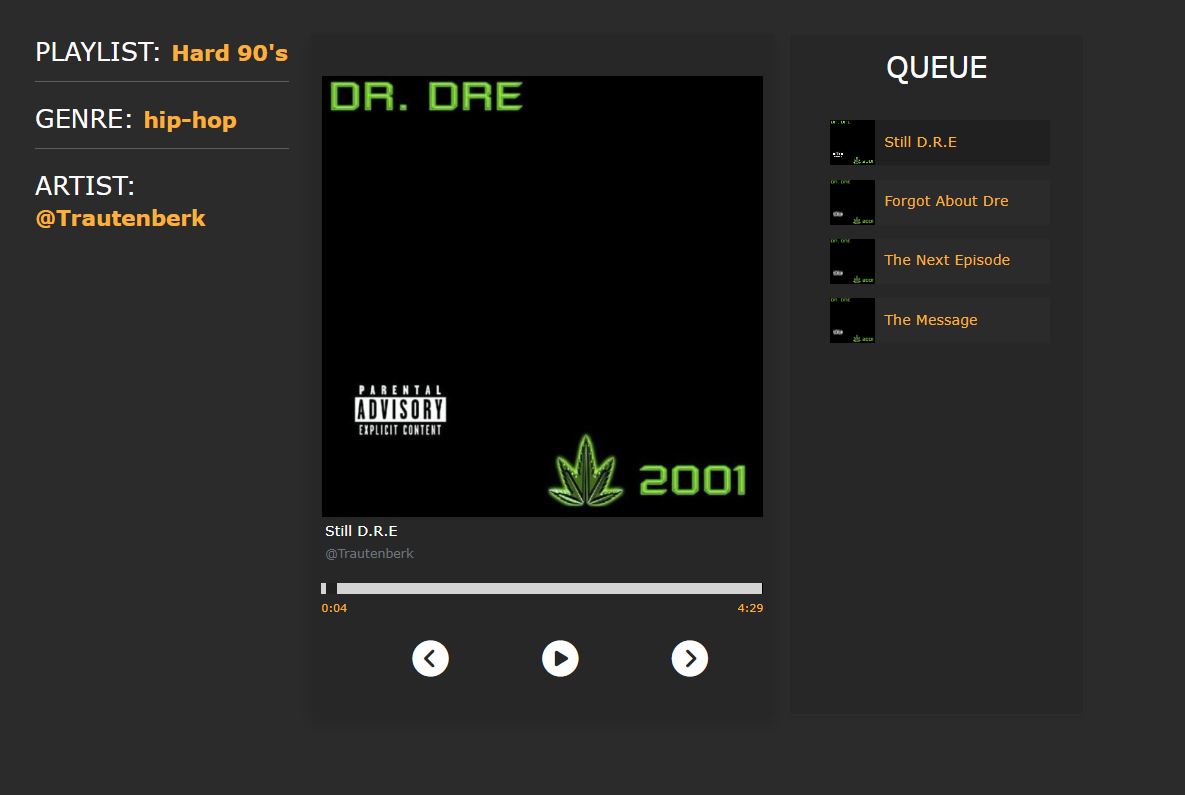 PLAYLIST: Hard 90's
GENRE: hip-hop
ARTIST:
@Trautenberk
DR. DRE
PARENTAL
ADVISORY
EXPLICIT CONTENT
2001
Still D.R.E
@Trautenberk
0:04 4:29
QUEUE
Still D.R.E
Forgot About Dre
The Next Episode
The Message